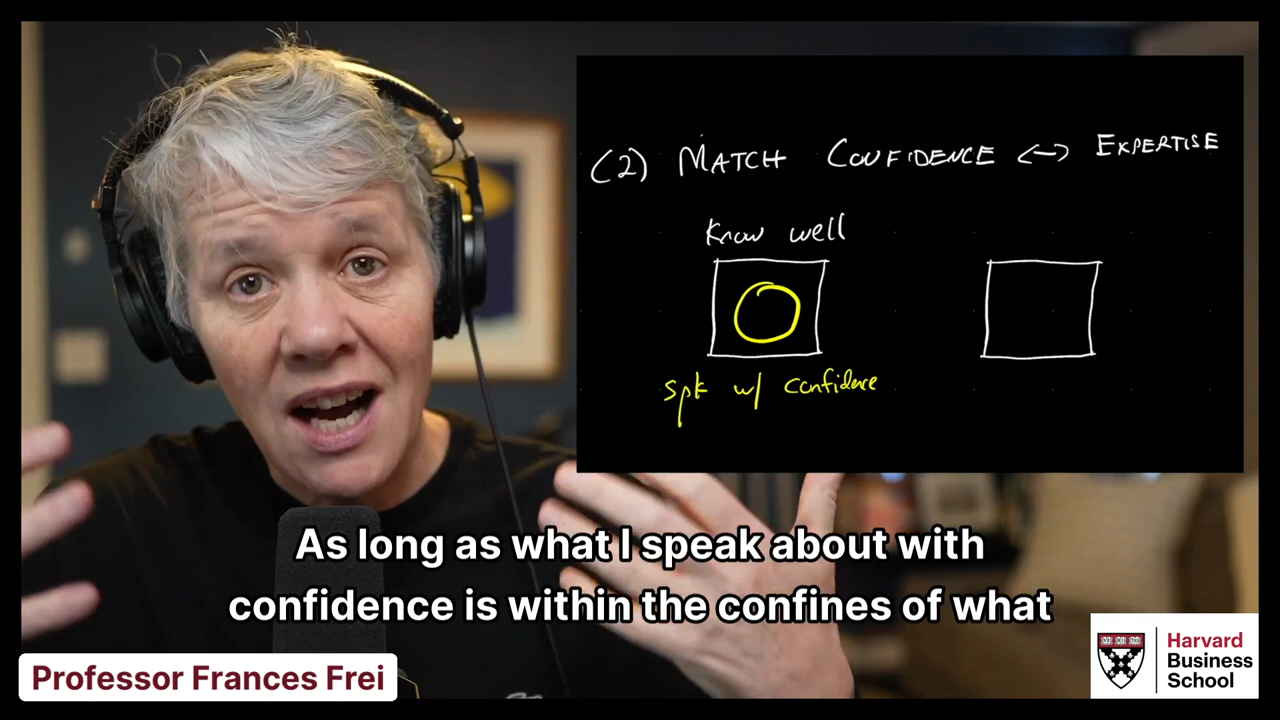 (2) MATCH CONFIDENCE <-> EXPERTISE
Know well
spk w/ confidence
As long as what I speak about with
confidence is within the confines of what
Professor Frances Frei
Harvard
Business
School